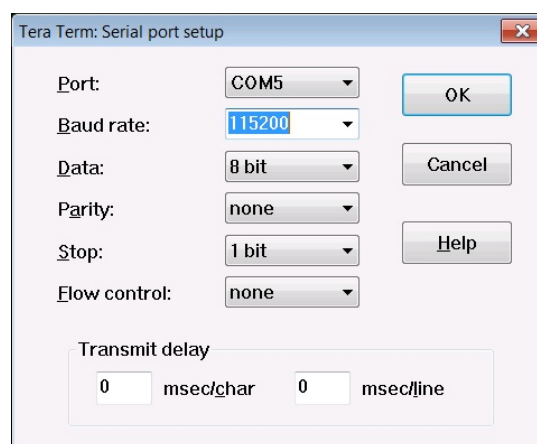 Tera Term: Serial port setup
Port: COM5 OK
Baud rate: 115200
Data: 8 bit Cancel
Parity: none
Stop: 1 bit Help
Flow control: none
Transmit delay
0 msec/char 0 msec/line